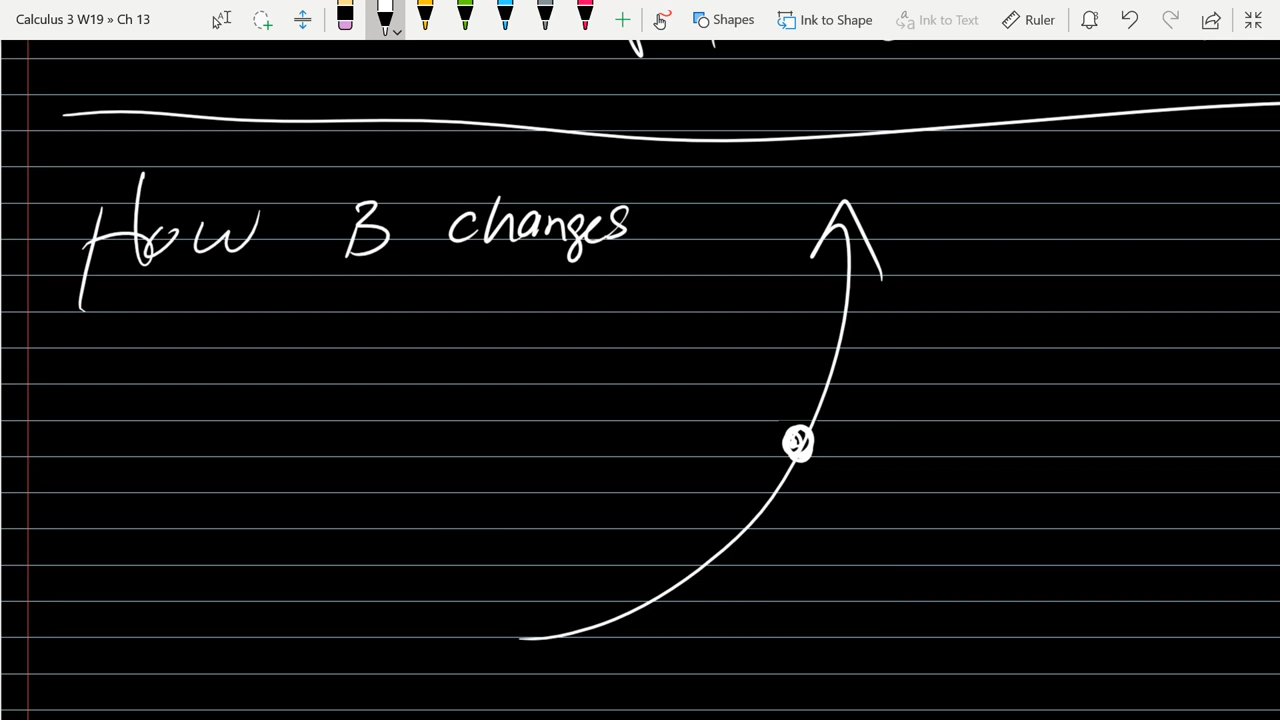 Calculus 3 W19 » Ch 13
Shapes
Ink to Shape
Ink to Text
Ruler
How B changes